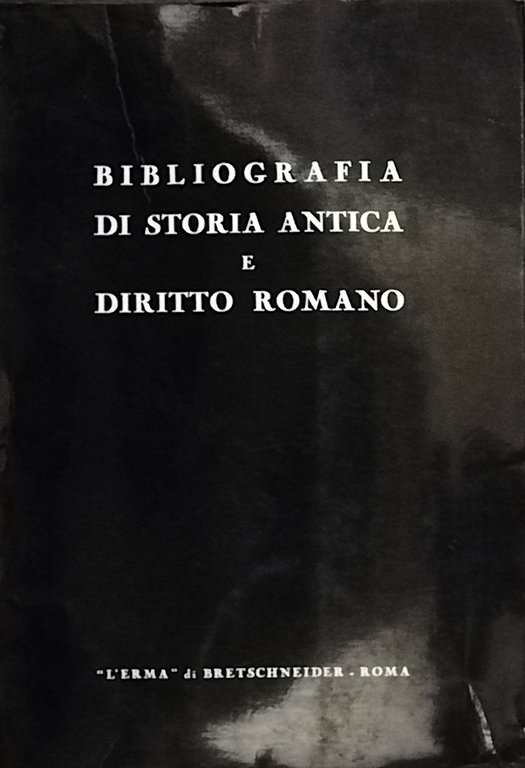 BIBLIOGRAFIA
DI STORIA ANTICA
E
DIRITTO ROMANO
"L'ERMA" di BRETSCHNEIDER - ROMA